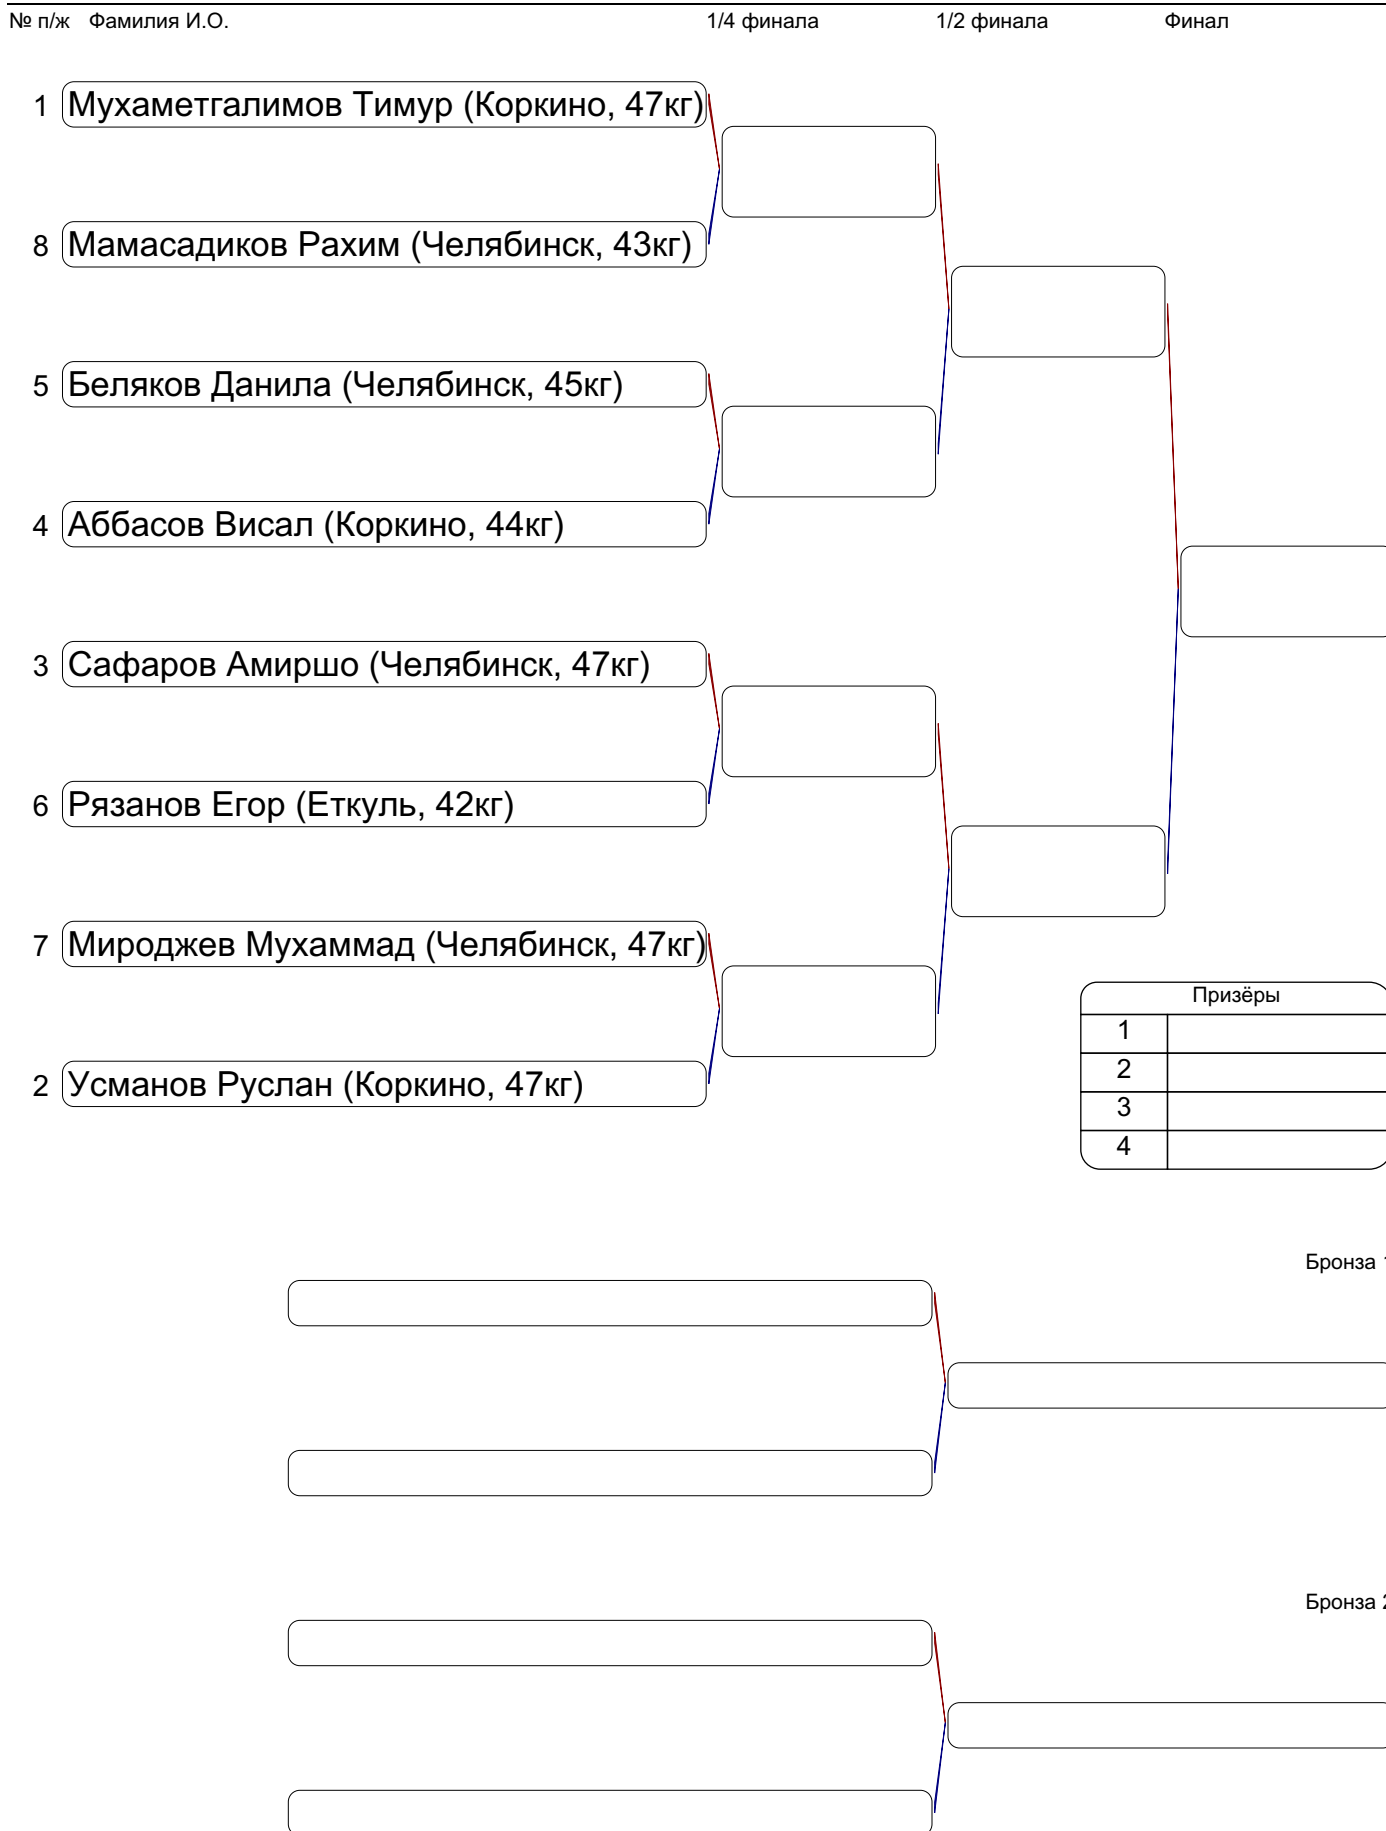 № п/ж Фамилия И.О. 1/4 финала 1/2 финала Финал
1 Мухаметгалимов Тимур (Коркино, 47кг)
8 Мамасадиков Рахим (Челябинск, 43кг)
5 Беляков Данила (Челябинск, 45кг)
4 Аббасов Висал (Коркино, 44кг)
3 Сафаров Амиршо (Челябинск, 47кг)
6 Рязанов Егор (Еткуль, 42кг)
7 Мироджев Мухаммад (Челябинск, 47кг)
2 Усманов Руслан (Коркино, 47кг)
Призёры
1
2
3
4
Бронза 1
Бронза 2